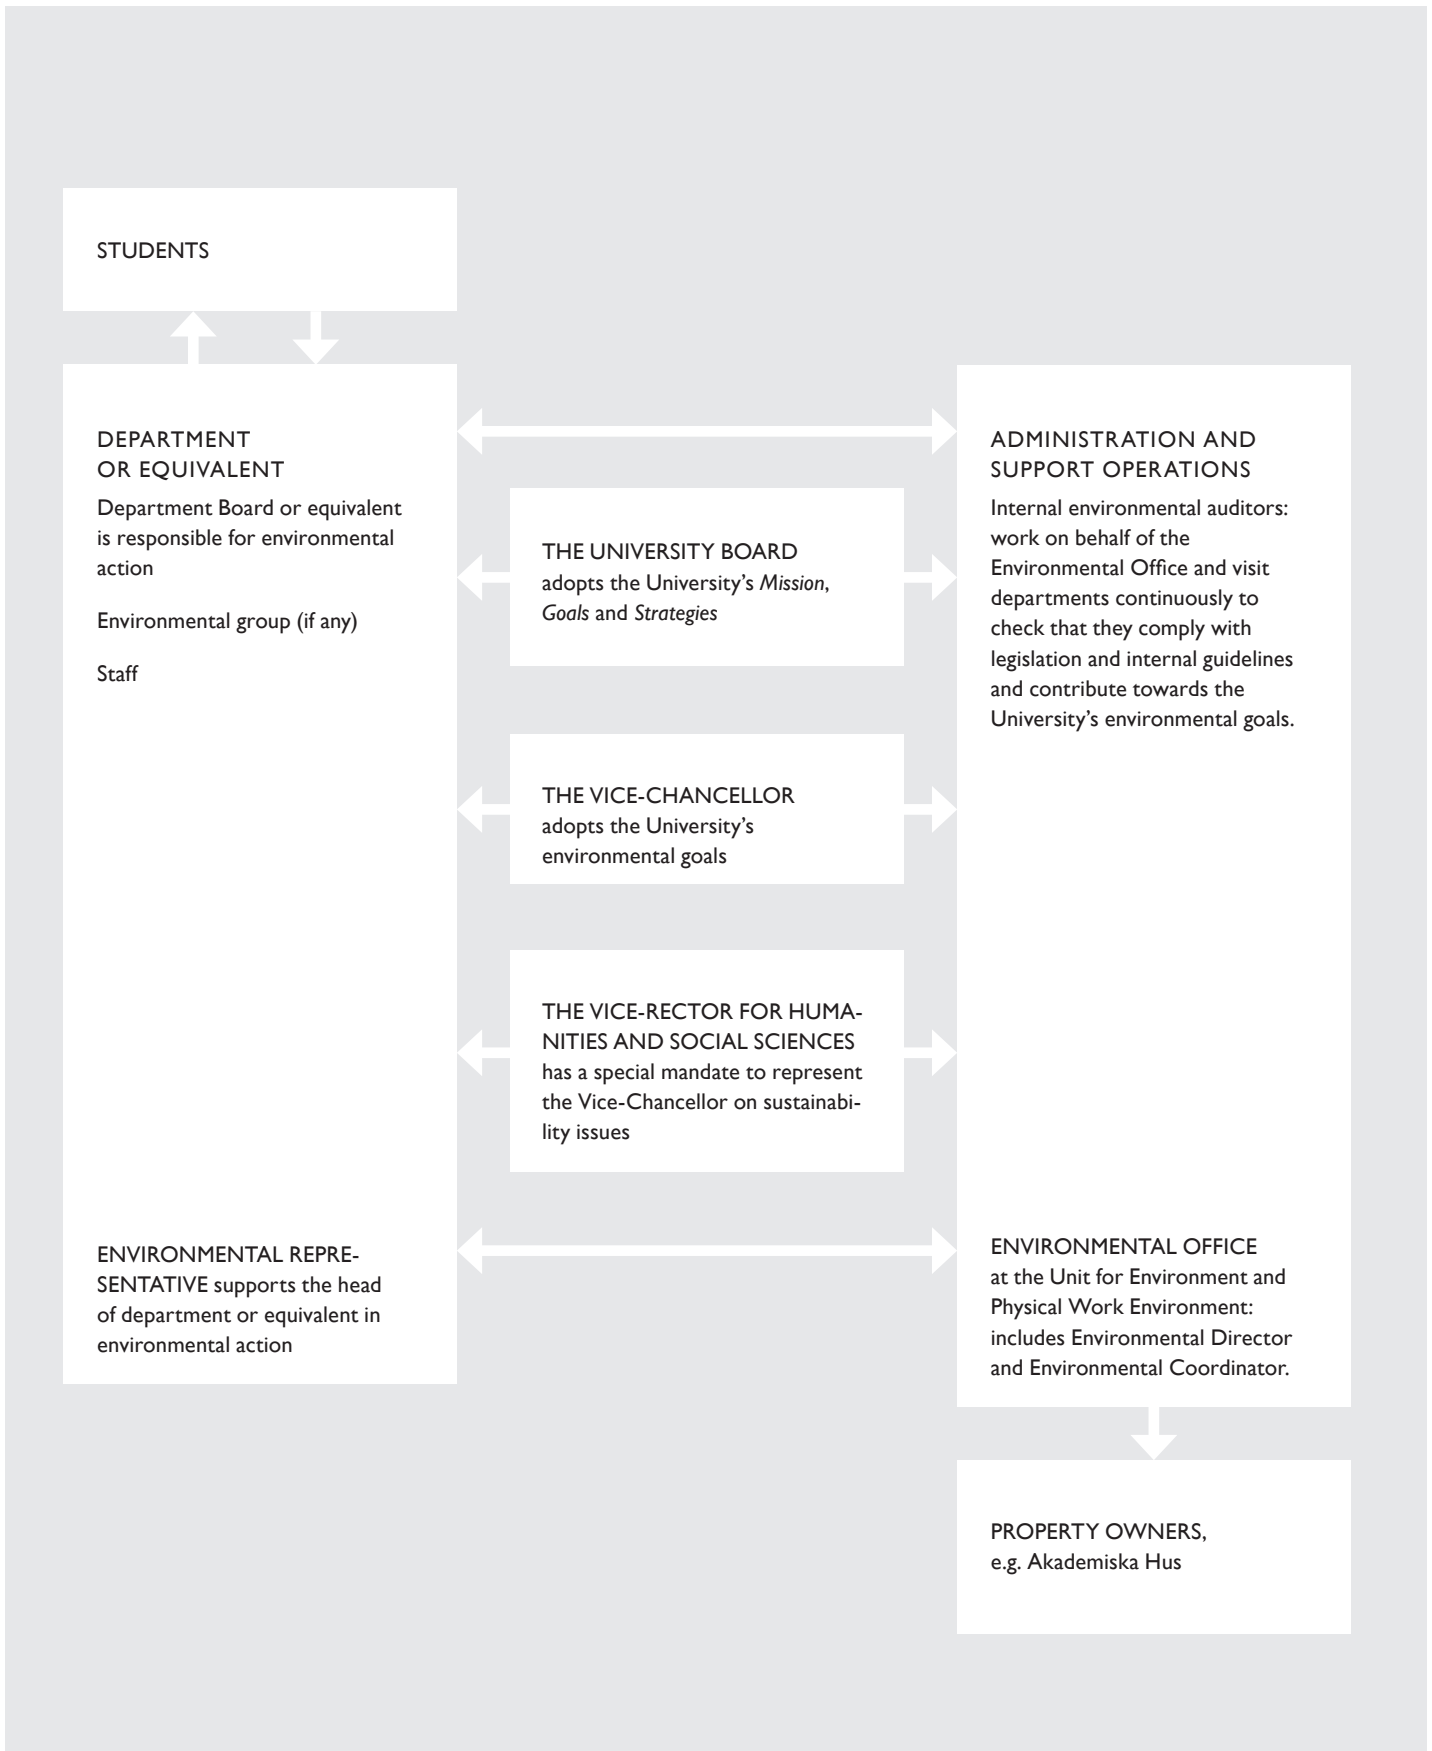 STUDENTS
DEPARTMENT
OR EQUIVALENT
Department Board or equivalent
is responsible for environmental
action
Environmental group (if any)
Staff
ENVIRONMENTAL REPRE-
SENTATIVE supports the head
of department or equivalent in
environmental action
THE UNIVERSITY BOARD
adopts the University’s Mission,
Goals and Strategies
THE VICE-CHANCELLOR
adopts the University’s
environmental goals
THE VICE-RECTOR FOR HUMA-
NITIES AND SOCIAL SCIENCES
has a special mandate to represent
the Vice-Chancellor on sustainabi-
lity issues
ADMINISTRATION AND
SUPPORT OPERATIONS
Internal environmental auditors:
work on behalf of the
Environmental Office and visit
departments continuously to
check that they comply with
legislation and internal guidelines
and contribute towards the
University’s environmental goals.
ENVIRONMENTAL OFFICE
at the Unit for Environment and
Physical Work Environment:
includes Environmental Director
and Environmental Coordinator.
PROPERTY OWNERS,
e.g. Akademiska Hus